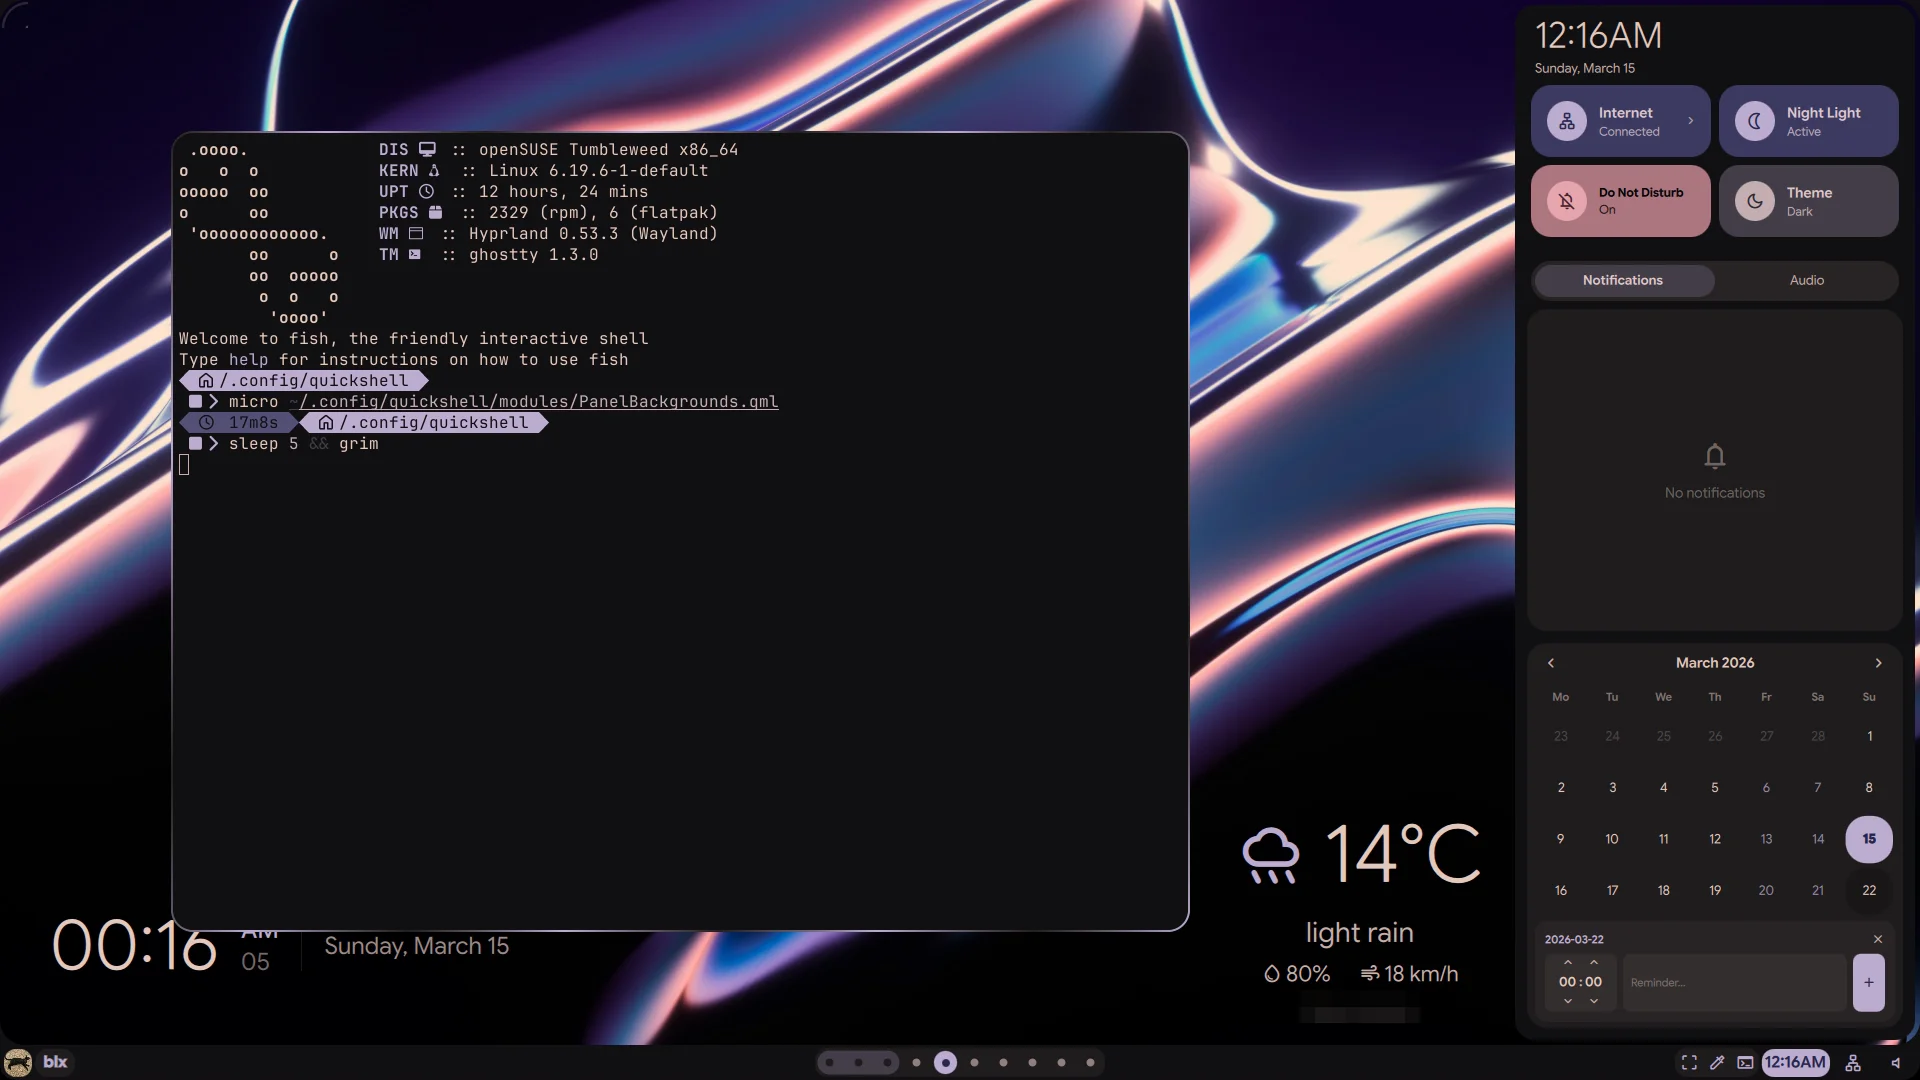 .oooo.
o   o  o
ooooo  oo
o      oo
'oooooooooooo.
oo      o
oo  ooooo
o  o   o
'oooo'
DIS :: openSUSE Tumbleweed x86_64
KERN :: Linux 6.19.6-1-default
UPT :: 12 hours, 24 mins
PKGS :: 2329 (rpm), 6 (flatpak)
WM :: Hyprland 0.53.3 (Wayland)
TM :: ghostty 1.3.0
Welcome to fish, the friendly interactive shell
Type help for instructions on how to use fish
/.config/quickshell
micro ~/.config/quickshell/modules/PanelBackgrounds.qml
17m8s /.config/quickshell
sleep 5 && grim
00:16 AM
05
Sunday, March 15
14°C
light rain
80% 18 km/h
12:16AM
Sunday, March 15
Internet
Connected
Night Light
Active
Do Not Disturb
On
Theme
Dark
Notifications Audio
No notifications
March 2026
Mo Tu We Th Fr Sa Su
23 24 25 26 27 28 1
2 3 4 5 6 7 8
9 10 11 12 13 14 15
16 17 18 19 20 21 22
2026-03-22
00 : 00
Reminder...
+
blx
12:16AM